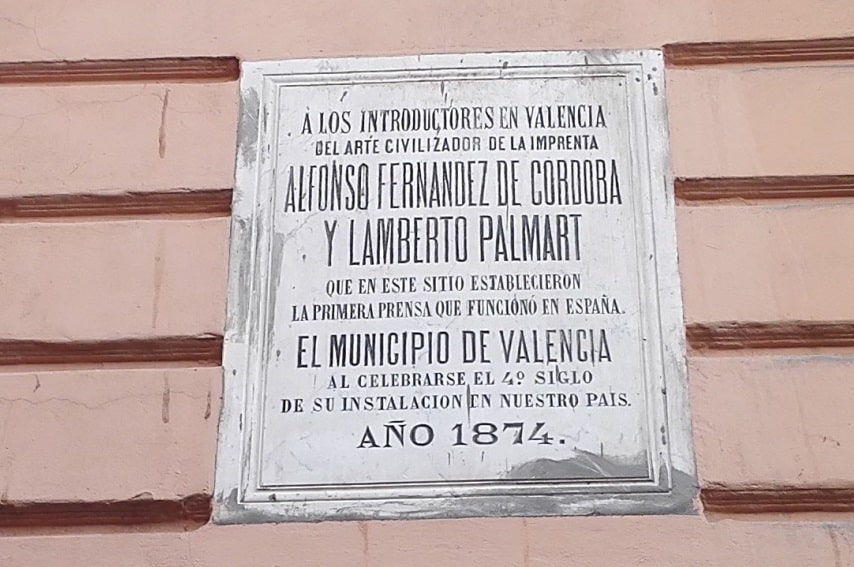 Á LOS INTRODUCTORES EN VALENCIA
DEL ARTE CIVILIZADOR DE LA IMPRENTA
ALFONSO FERNANDEZ DE CORDOBA
Y LAMBERTO PALMART
QUE EN ESTE SITIO ESTABLECIERON
LA PRIMERA PRENSA QUE FUNCIONÓ EN ESPAÑA.
EL MUNICIPIO DE VALENCIA
AL CELEBRARSE EL 4º SIGLO
DE SU INSTALACION EN NUESTRO PAIS.
AÑO 1874.